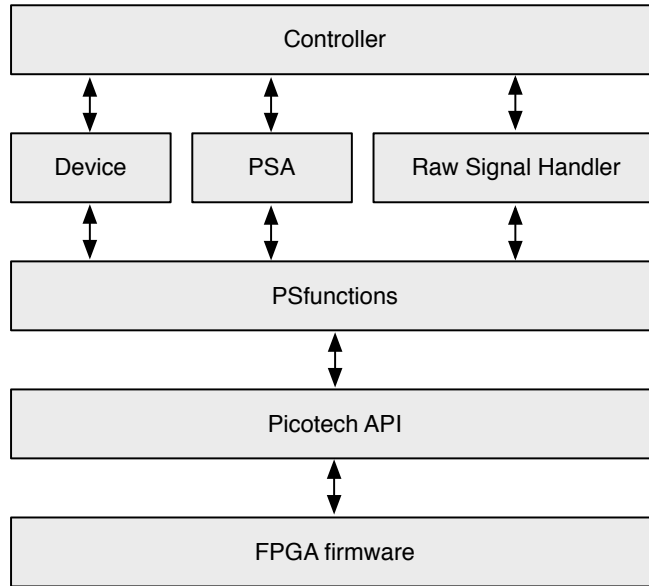 Controller
Device
PSA
Raw Signal Handler
PSfunctions
Picotech API
FPGA firmware